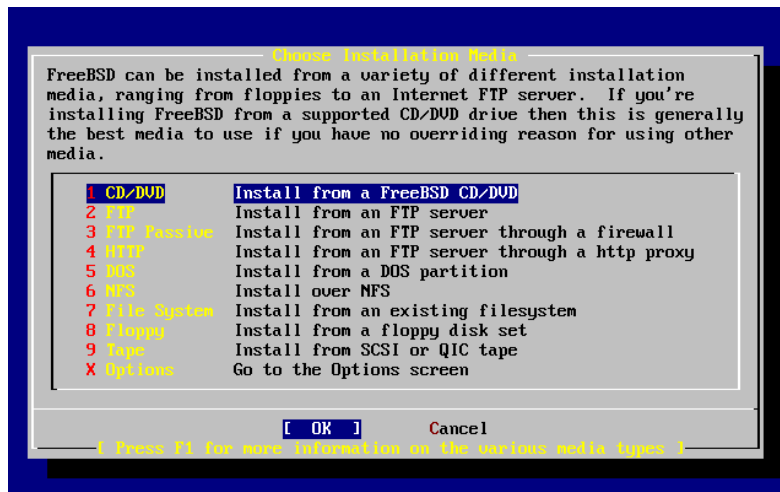 Choose Installation Media
FreeBSD can be installed from a variety of different installation
media, ranging from floppies to an Internet FTP server.  If you're
installing FreeBSD from a supported CD/DVD drive then this is generally
the best media to use if you have no overriding reason for using other
media.
1 CD/DVD Install from a FreeBSD CD/DVD
2 FTP Install from an FTP server
3 FTP Passive Install from an FTP server through a firewall
4 HTTP Install from an FTP server through a http proxy
5 DOS Install from a DOS partition
6 NFS Install over NFS
7 File System Install from an existing filesystem
8 Floppy Install from a floppy disk set
9 Tape Install from SCSI or QIC tape
X Options Go to the Options screen
[ OK ] Cancel
[ Press F1 for more information on the various media types ]